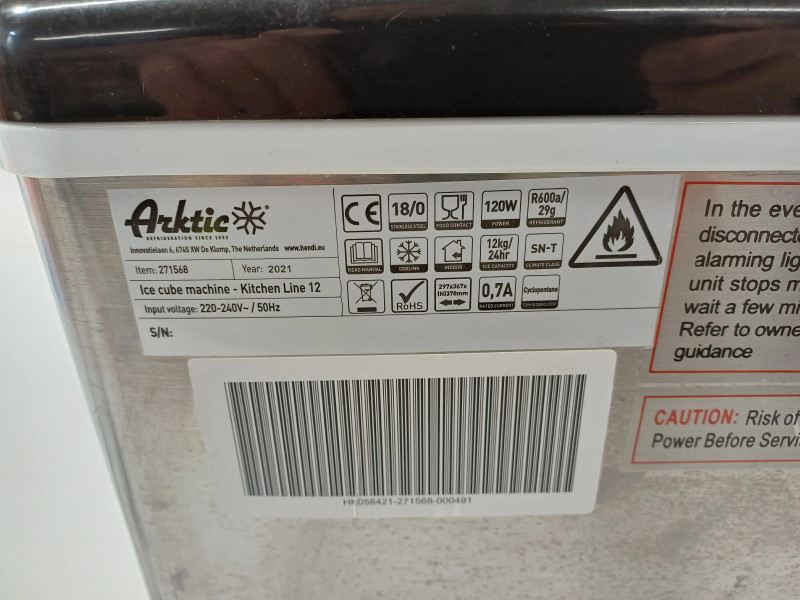 Arktic
REFRIGERATION SINCE 2002
Innovatielaan 6, 6745 XW De Klomp, The Netherlands www.hendi.eu
Item: 271568 Year: 2021
Ice cube machine - Kitchen Line 12
Input voltage: 220-240V~ / 50Hz
S/N:
CE
18/0
STAINLESS STEEL
FOOD CONTACT
120W
POWER
R600a/
29g
REFRIGERANT
READ MANUAL
COOLING
INDOOR
12kg/
24hr
ICE CAPACITY
SN-T
CLIMATE CLASS
RoHS
297x367x
(H)378mm
0,7A
RATED CURRENT
Cyclopentane
HK058421-271568-000491
In the eve
disconnecte
alarming lig
unit stops m
wait a few mi
Refer to owne
guidance
CAUTION: Risk of
Power Before Servi